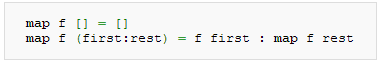 map f [] = []
map f (first:rest) = f first : map f rest